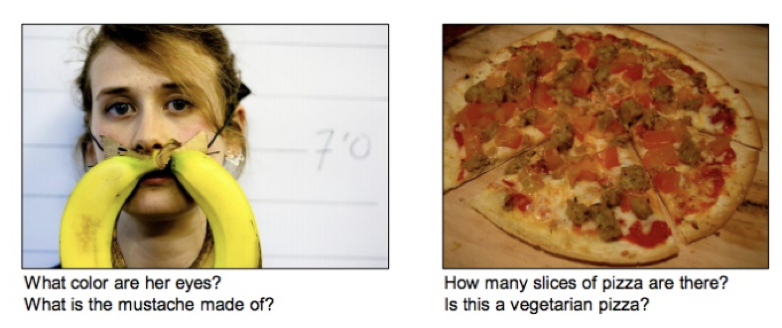 7'0
What color are her eyes?
What is the mustache made of?
How many slices of pizza are there?
Is this a vegetarian pizza?